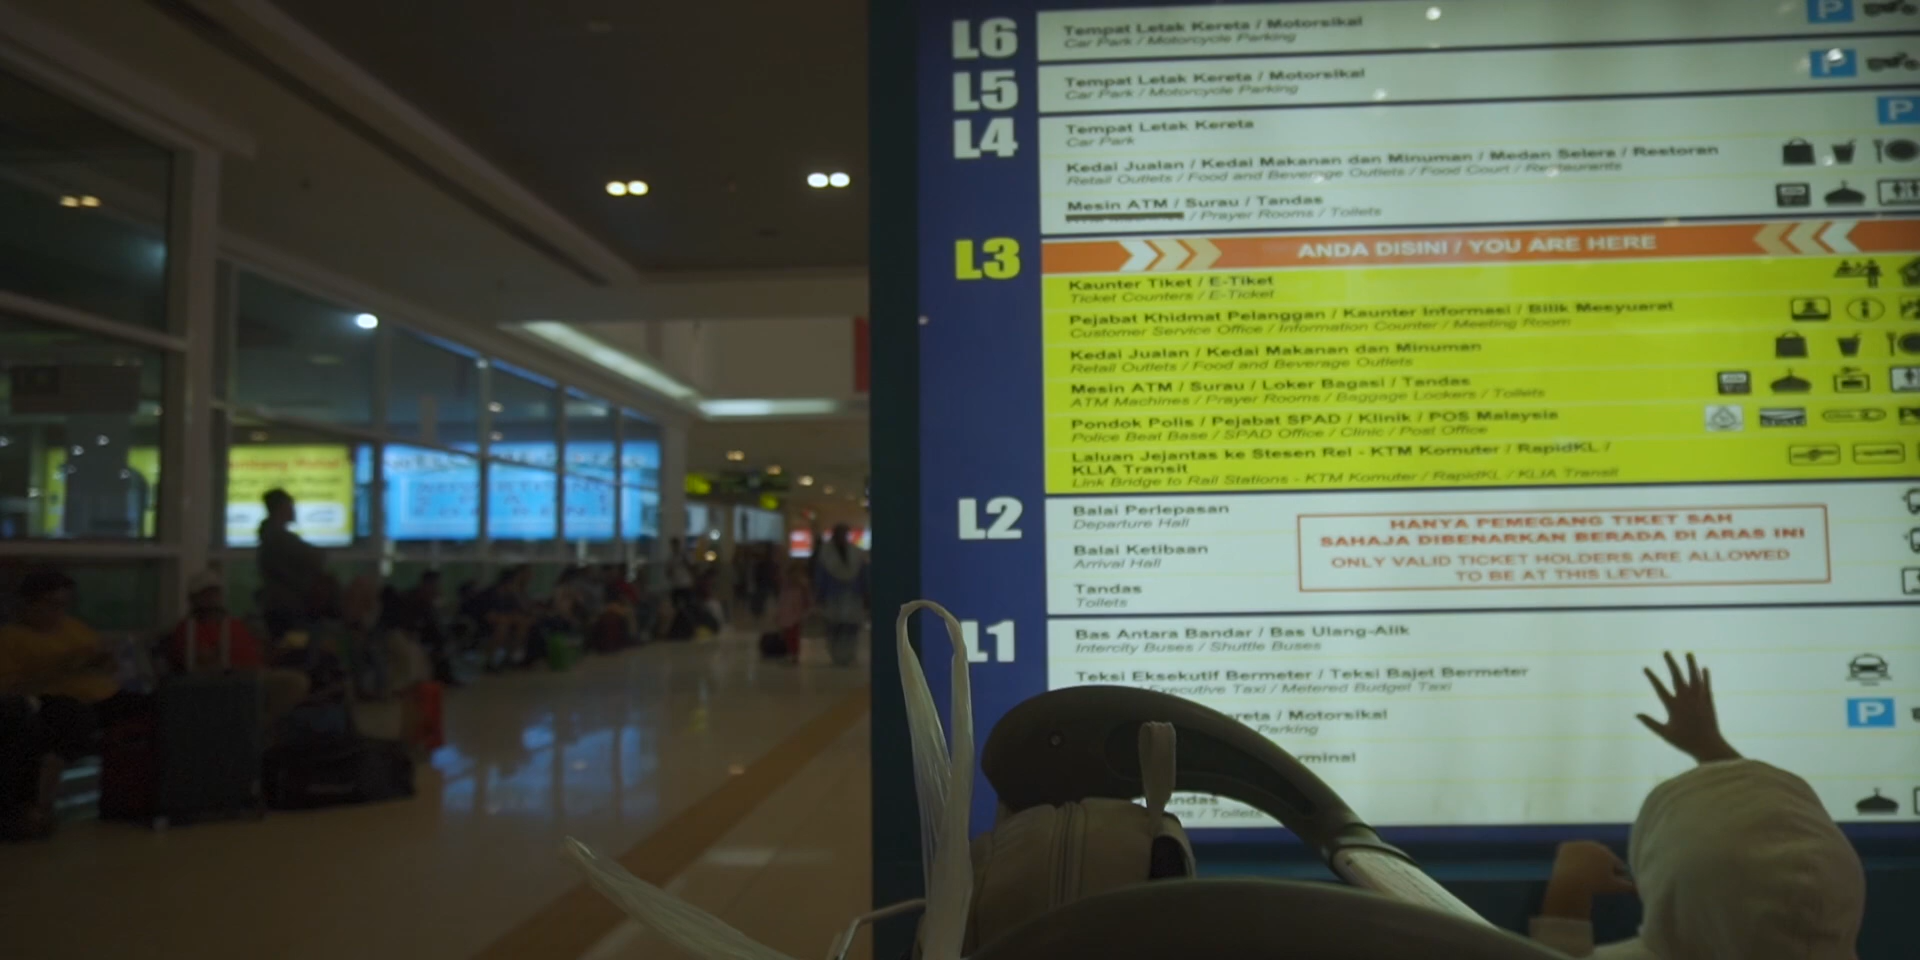 L6
Tempat Letak Kereta / Motorsikal
Car Park / Motorcycle Parking
P
L5
Tempat Letak Kereta / Motorsikal
Car Park / Motorcycle Parking
P
L4
Tempat Letak Kereta
Car Park
P
Kedai Jualan / Kedai Makanan dan Minuman / Medan Selera / Restoran
Retail Outlets / Food and Beverage Outlets / Food Court / Restaurants
Mesin ATM / Surau / Tandas
/ Prayer Rooms / Toilets
L3
ANDA DISINI / YOU ARE HERE
Kaunter Tiket / E-Tiket
Ticket Counters / E-Ticket
Pejabat Khidmat Pelanggan / Kaunter Informasi / Bilik Mesyuarat
Customer Service Office / Information Counter / Meeting Room
Kedai Jualan / Kedai Makanan dan Minuman
Retail Outlets / Food and Beverage Outlets
Mesin ATM / Surau / Loker Bagasi / Tandas
ATM Machines / Prayer Rooms / Baggage Lockers / Toilets
Pondok Polis / Pejabat SPAD / Klinik / POS Malaysia
Police Beat Base / SPAD Office / Clinic / Post Office
Laluan Jejantas ke Stesen Rel - KTM Komuter / RapidKL /
KLIA Transit
Link Bridge to Rail Stations - KTM Komuter / RapidKL / KLIA Transit
L2
Balai Perlepasan
Departure Hall
Balai Ketibaan
Arrival Hall
Tandas
Toilets
HANYA PEMEGANG TIKET SAH
SAHAJA DIBENARKAN BERADA DI ARAS INI
ONLY VALID TICKET HOLDERS ARE ALLOWED
TO BE AT THIS LEVEL
L1
Bas Antara Bandar / Bas Ulang-Alik
Intercity Buses / Shuttle Buses
Teksi Eksekutif Bermeter / Teksi Bajet Bermeter
Executive Taxi / Metered Budget Taxi
/ Motorsikal
Parking
P
/ Toilets